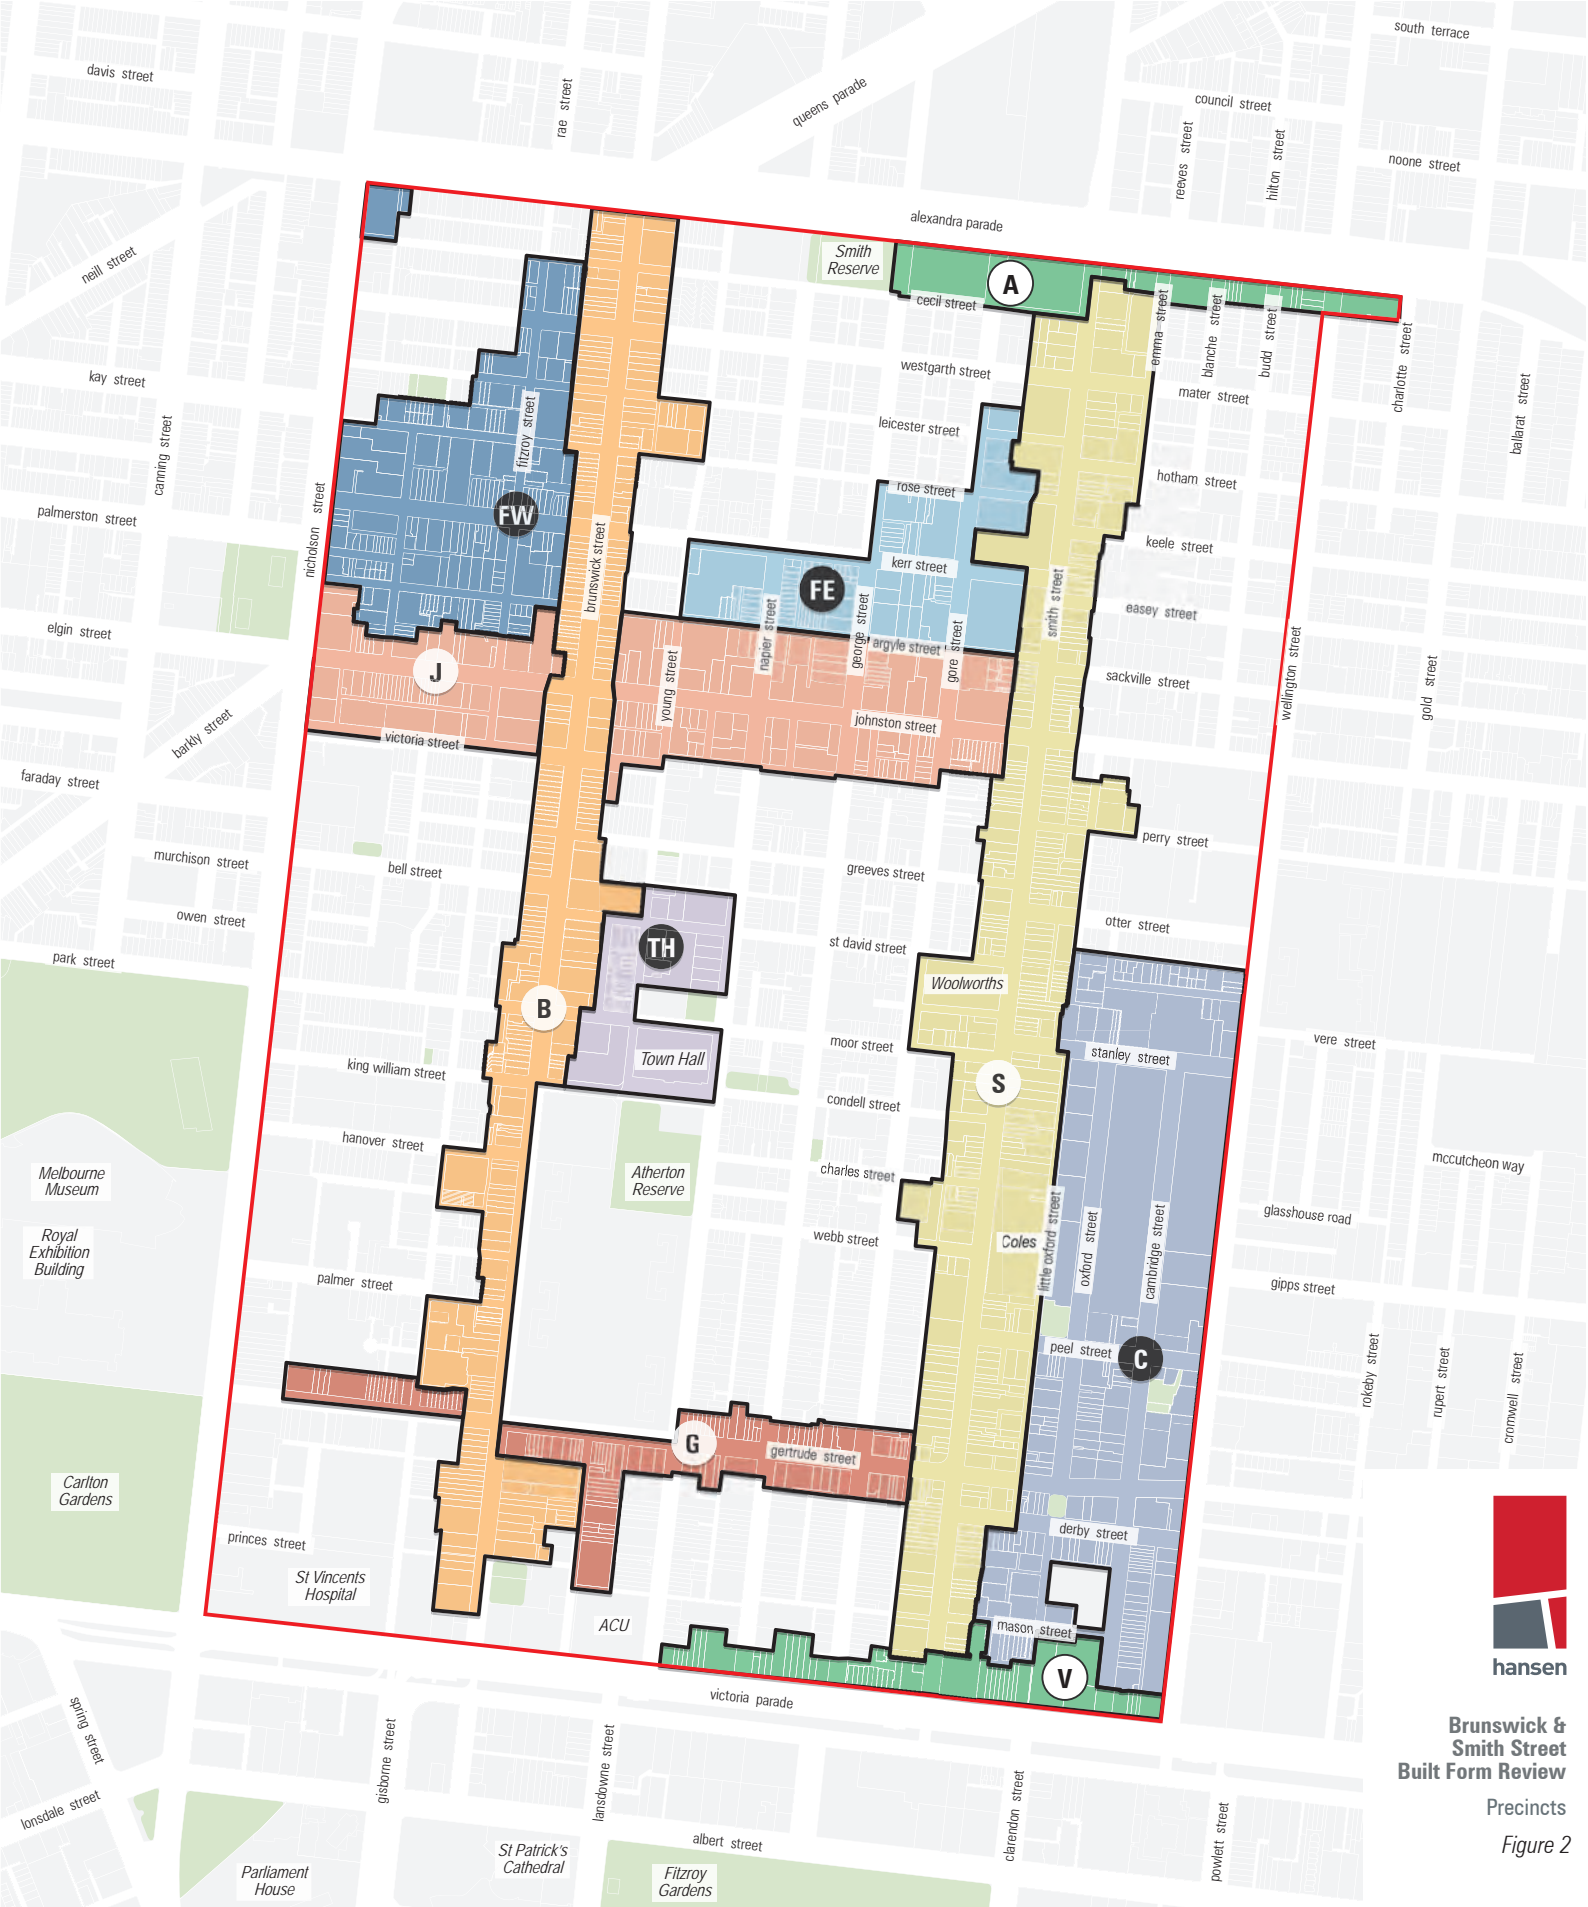 south terrace
davis street
council street
rae street
queens parade
reeves street
hilton street
noone street
alexandra parade
Smith
Reserve
neill street
A
cecil street
emma street
blanche street
budd street
charlotte street
westgarth street
kay street
mater street
ballarat street
canning street
fitzroy street
leicester street
nicholson street
rose street
hotham street
palmerston street
FW
brunswick street
keele street
kerr street
FE
smith street
easey street
elgin street
napier street
george street
gore street
argyle street
wellington street
J
young street
sackville street
gold street
johnston street
barkly street
victoria street
faraday street
perry street
murchison street
bell street
greeves street
owen street
otter street
st david street
TH
park street
Woolworths
B
vere street
moor street
stanley street
Town Hall
king william street
S
condell street
hanover street
mccutcheon way
Melbourne
Museum
Atherton
Reserve
charles street
glasshouse road
Royal
Exhibition
Building
webb street
Coles
little oxford street
oxford street
cambridge street
palmer street
gipps street
peel street
C
rokeby street
rupert street
cromwell street
G
gertrude street
Carlton
Gardens
princes street
derby street
St Vincents
Hospital
ACU
mason street
V
hansen
victoria parade
spring street
gisborne street
lansdowne street
Brunswick &
Smith Street
Built Form Review
Precincts
Figure 2
lonsdale street
clarendon street
powlett street
albert street
St Patrick's
Cathedral
Parliament
House
Fitzroy
Gardens